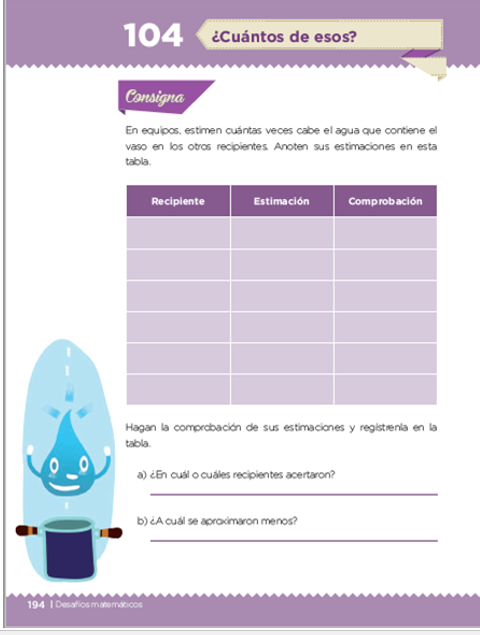 104
¿Cuántos de esos?
Consigna
En equipos, estimen cuántas veces cabe el agua que contiene el
vaso en los otros recipientes. Anoten sus estimaciones en esta
tabla.
Recipiente Estimación Comprobación
Hagan la comprobación de sus estimaciones y regístrenla en la
tabla.
a) ¿En cuál o cuáles recipientes acertaron?
b) ¿A cuál se aproximaron menos?
194 | Desafíos matemáticos